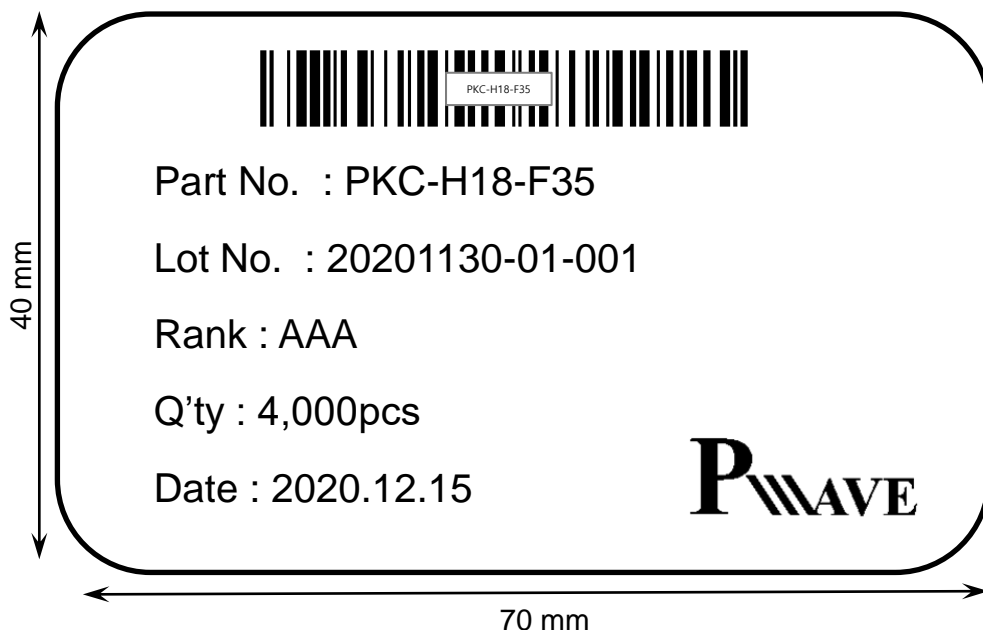 PKC-H18-F35
Part No. : PKC-H18-F35
Lot No. : 20201130-01-001
40 mm
Rank : AAA
Q’ty : 4,000pcs
Date : 2020.12.15
PWAVE
70 mm